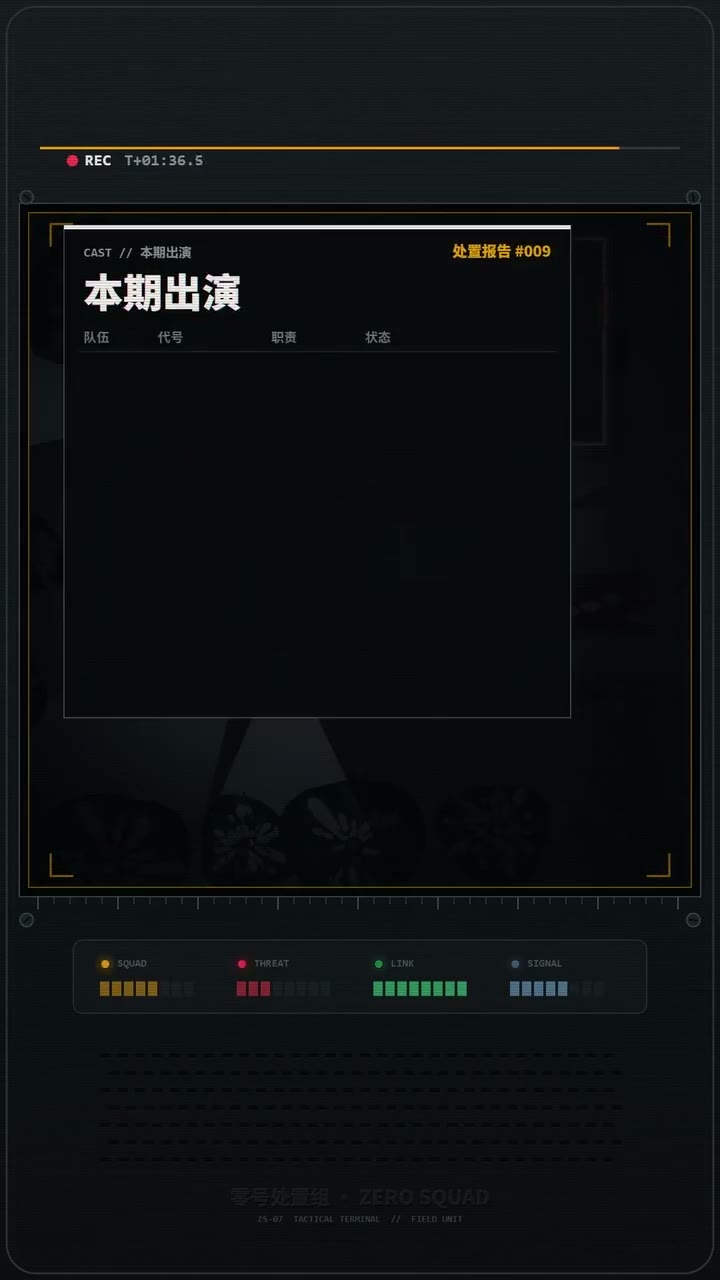 REC T+01:36.5
CAST // 本期出演
处置报告 #009
本期出演
队伍 代号 职责 状态
SQUAD THREAT LINK SIGNAL
零号处置组 · ZERO SQUAD
ZS-07 TACTICAL TERMINAL // FIELD UNIT